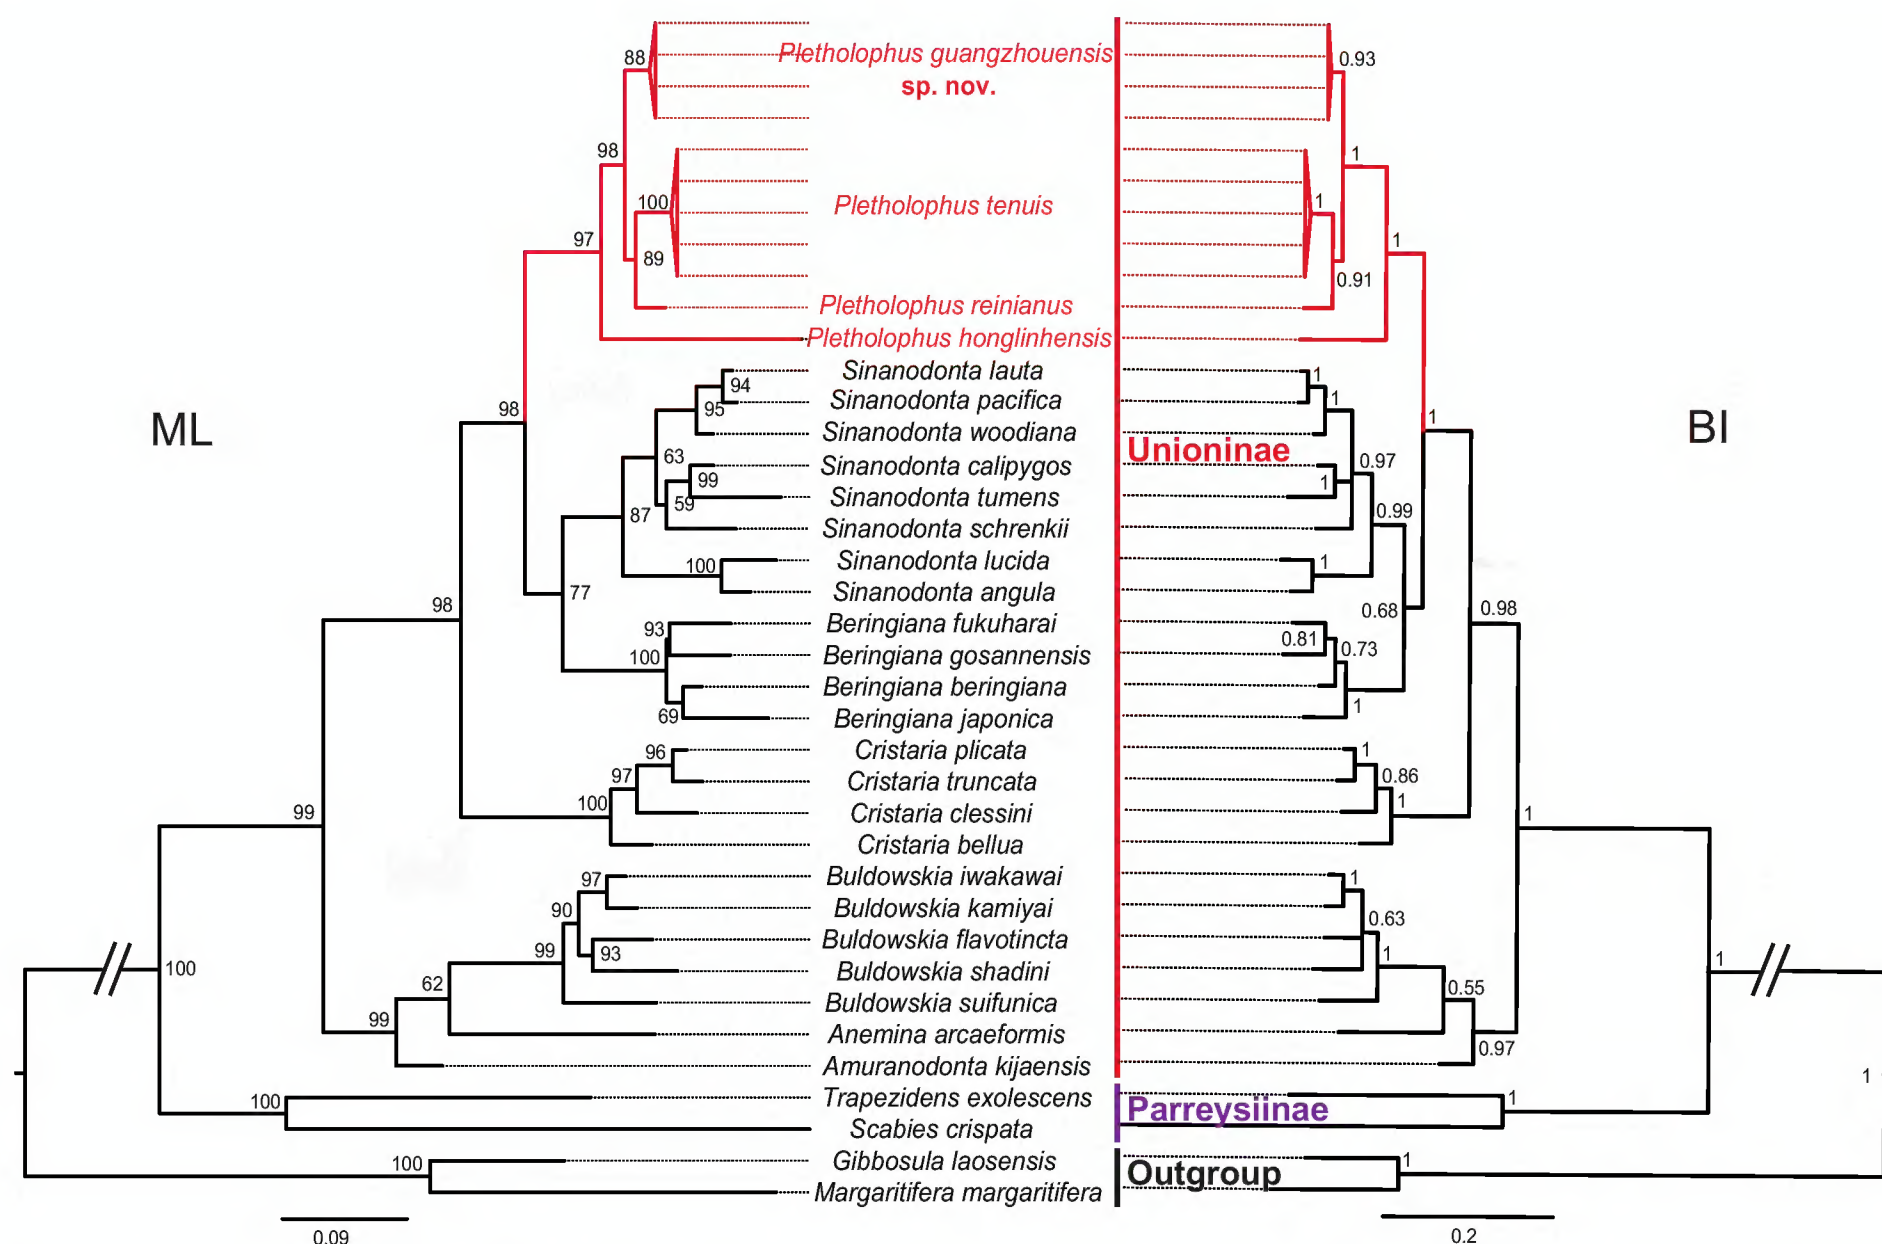 88
Pletholophus guangzhouensis
0.93
sp. nov.
98
1
100
Pletholophus tenuis
1
97
1
89
0.91
Pletholophus reinianus
Pletholophus honglinhensis
Sinanodonta lauta
1
94
Sinanodonta pacifica
1
95
98
1
ML
BI
Sinanodonta woodiana
Unioninae
63
0.97
Sinanodonta calipygos
99
1
Sinanodonta tumens
59
87
0.99
Sinanodonta schrenkii
Sinanodonta lucida
100
1
77
Sinanodonta angula
98
0.68
0.98
Beringiana fukuharai
93
0.81
0.73
100
Beringiana gosannensis
Beringiana beringiana
1
69
Beringiana japonica
96
Cristaria plicata
1
97
Cristaria truncata
0.86
100
1
99
Cristaria clessini
1
Cristaria bellua
97
Buldowskia iwakawai
1
90
Buldowskia kamiyai
0.63
93
Buldowskia flavotincta
99
1
100
Buldowskia shadini
1
62
0.55
Buldowskia suifunica
99
Anemina arcaeformis
0.97
Amuranodonta kijaensis
1
100
Trapezidens exolescens
1
Parreysiinae
Scabies crispata
100
Gibbosula laosensis
1
Outgroup
Margaritifera margaritifera
0.09
0.2